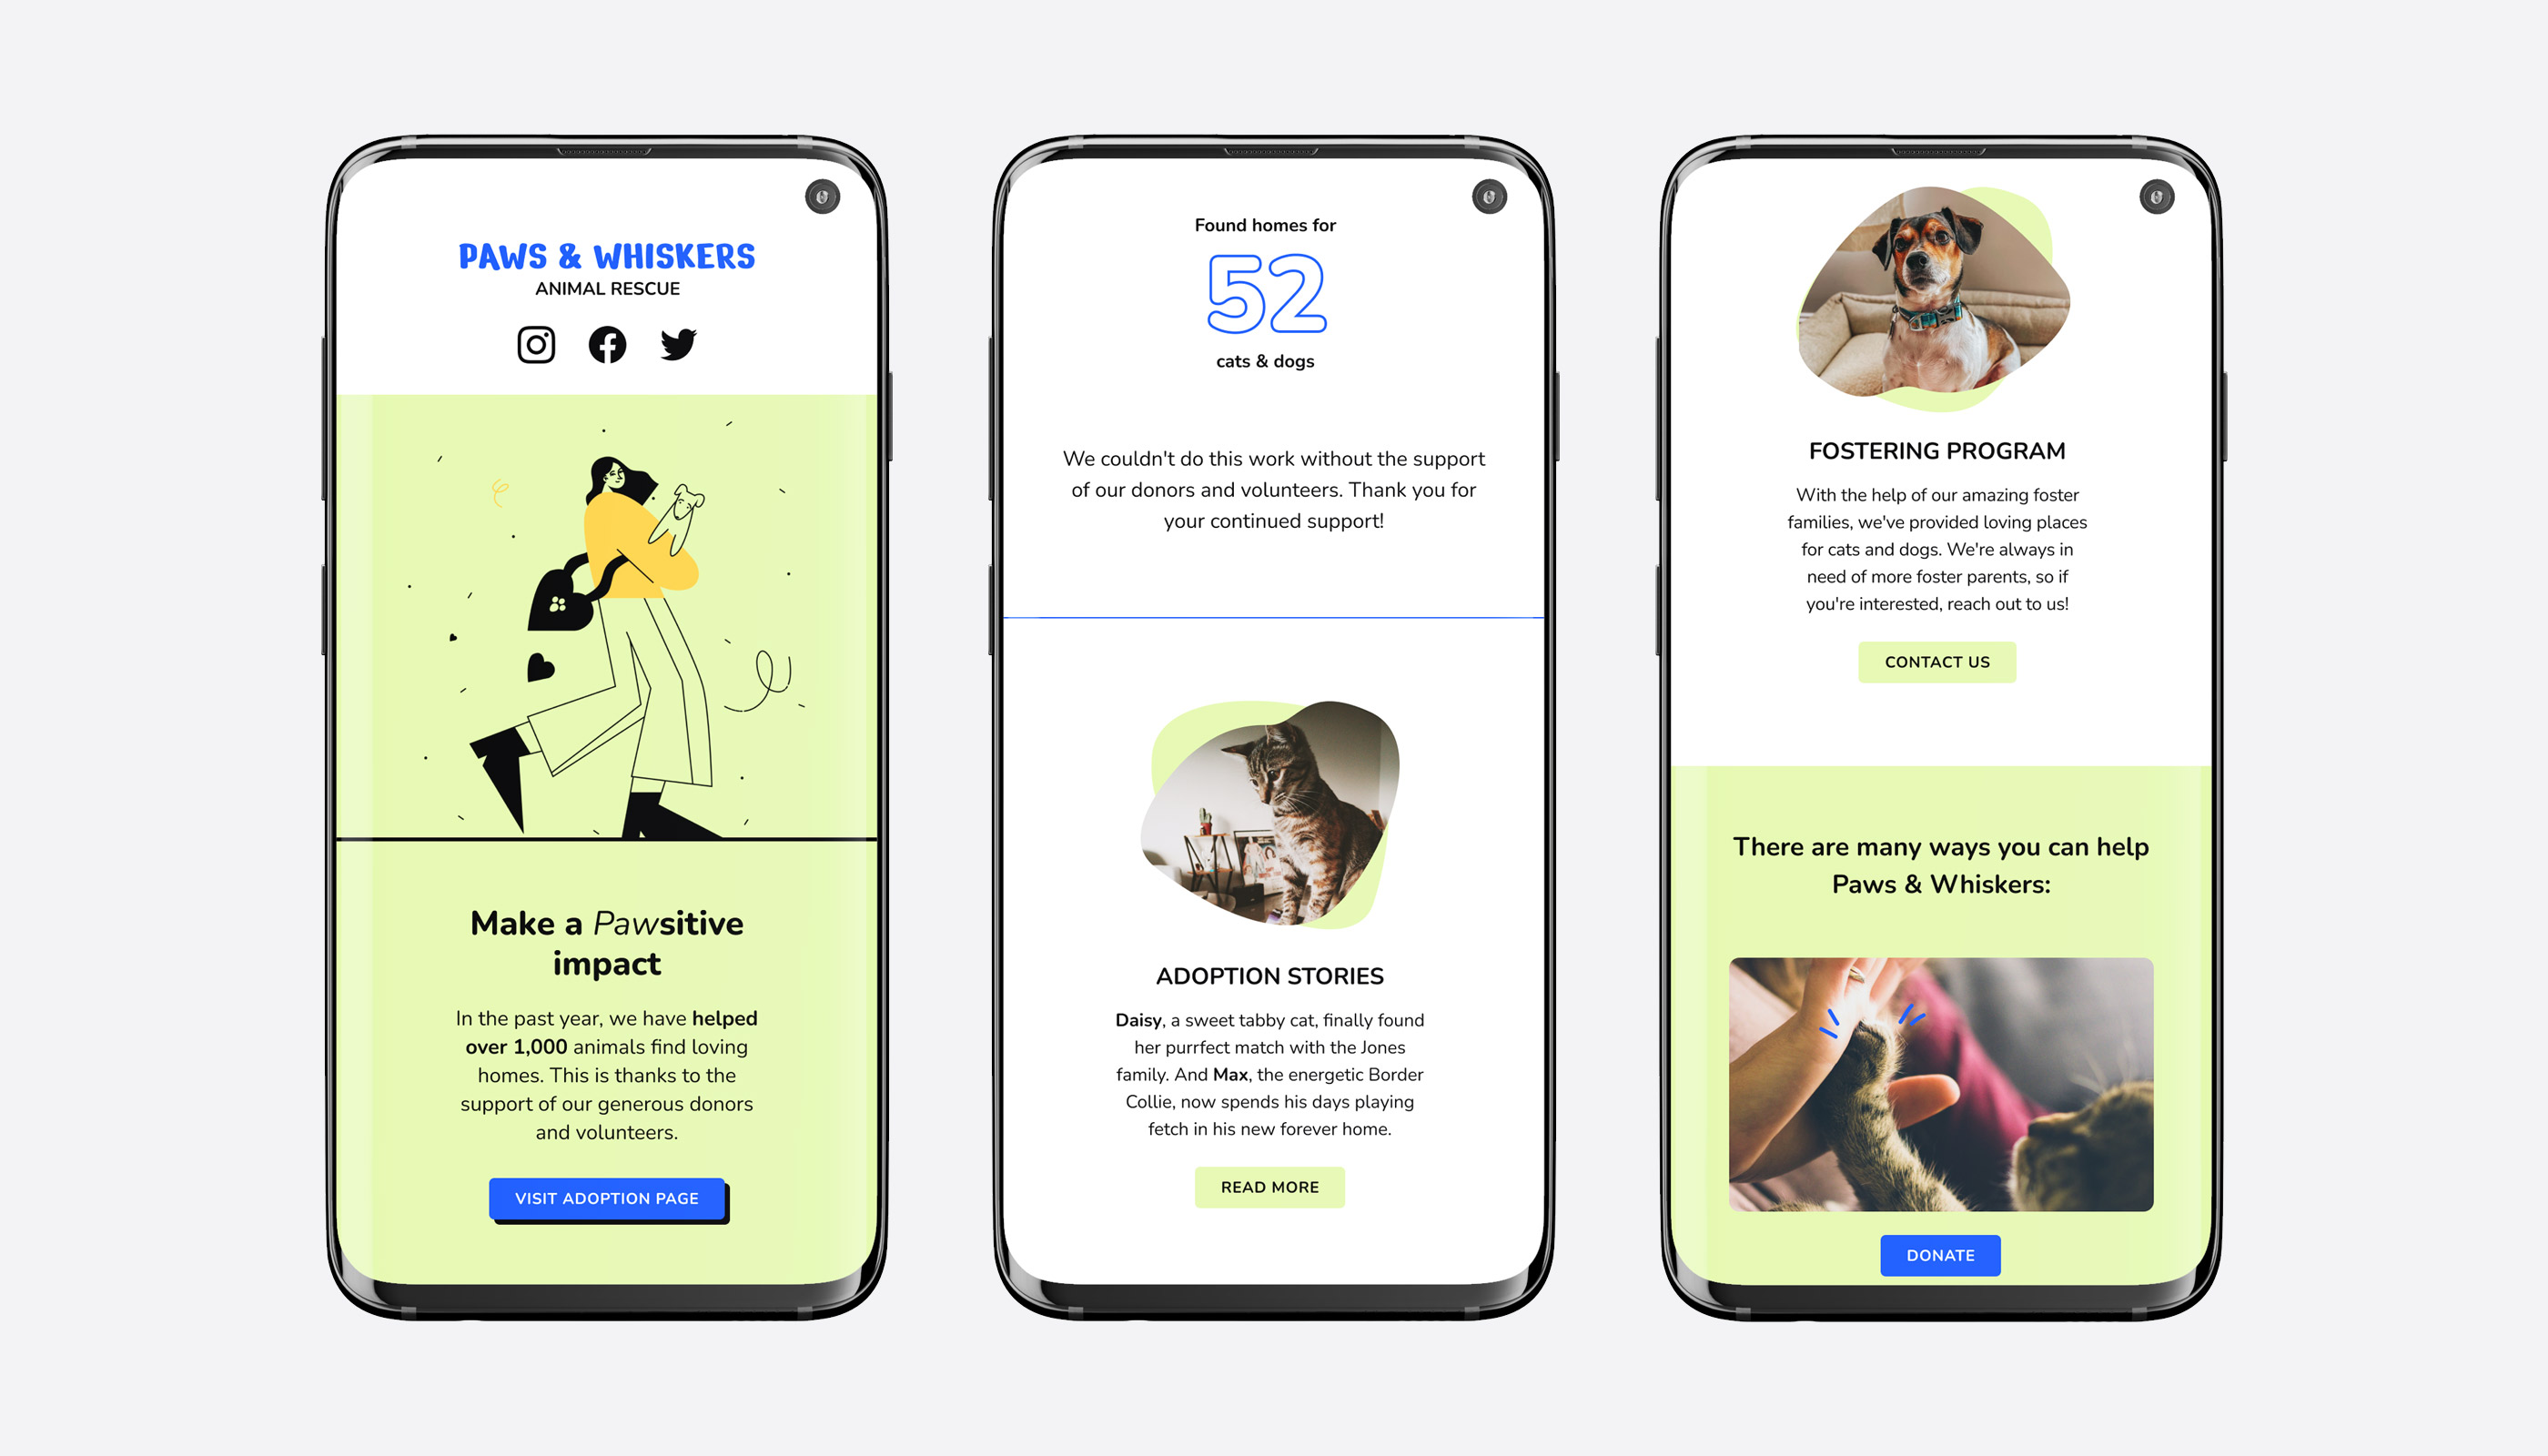 PAWS & WHISKERS
ANIMAL RESCUE
Make a Pawsitive
impact
In the past year, we have helped
over 1,000 animals find loving
homes. This is thanks to the
support of our generous donors
and volunteers.
VISIT ADOPTION PAGE
Found homes for
52
cats & dogs
We couldn't do this work without the support
of our donors and volunteers. Thank you for
your continued support!
ADOPTION STORIES
Daisy, a sweet tabby cat, finally found
her purrfect match with the Jones
family. And Max, the energetic Border
Collie, now spends his days playing
fetch in his new forever home.
READ MORE
FOSTERING PROGRAM
With the help of our amazing foster
families, we've provided loving places
for cats and dogs. We're always in
need of more foster parents, so if
you're interested, reach out to us!
CONTACT US
There are many ways you can help
Paws & Whiskers:
DONATE